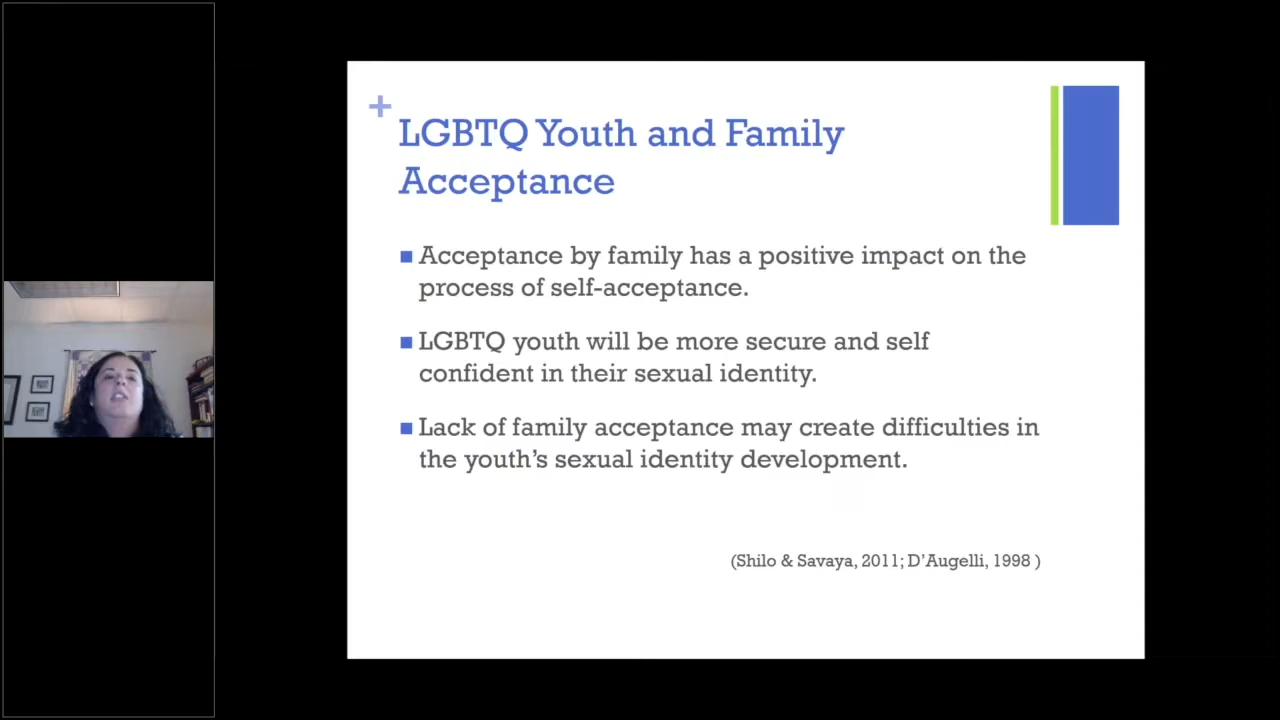 +
LGBTQ Youth and Family
Acceptance
Acceptance by family has a positive impact on the
process of self-acceptance.
LGBTQ youth will be more secure and self
confident in their sexual identity.
Lack of family acceptance may create difficulties in
the youth's sexual identity development.
(Shilo & Savaya, 2011; D'Augelli, 1998 )